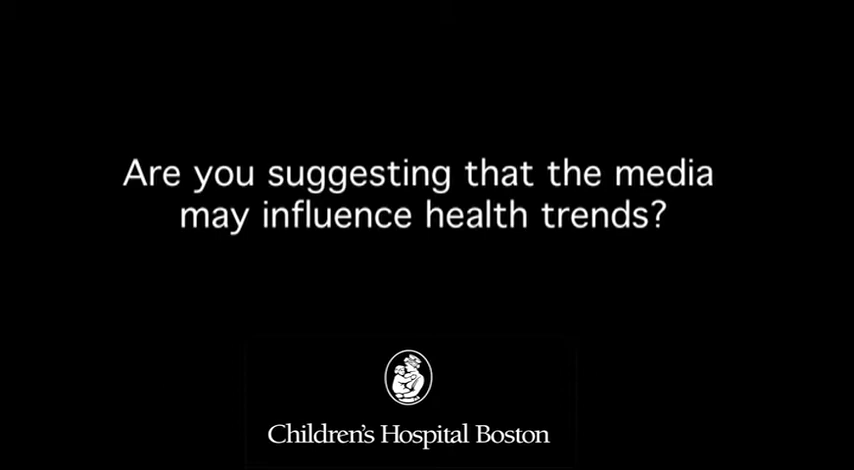 Are you suggesting that the media
may influence health trends?
Children's Hospital Boston